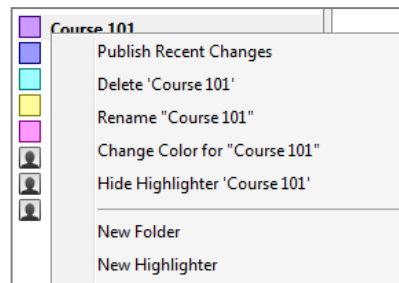 Course 101
Publish Recent Changes
Delete 'Course 101'
Rename "Course 101"
Change Color for "Course 101"
Hide Highlighter 'Course 101'
New Folder
New Highlighter